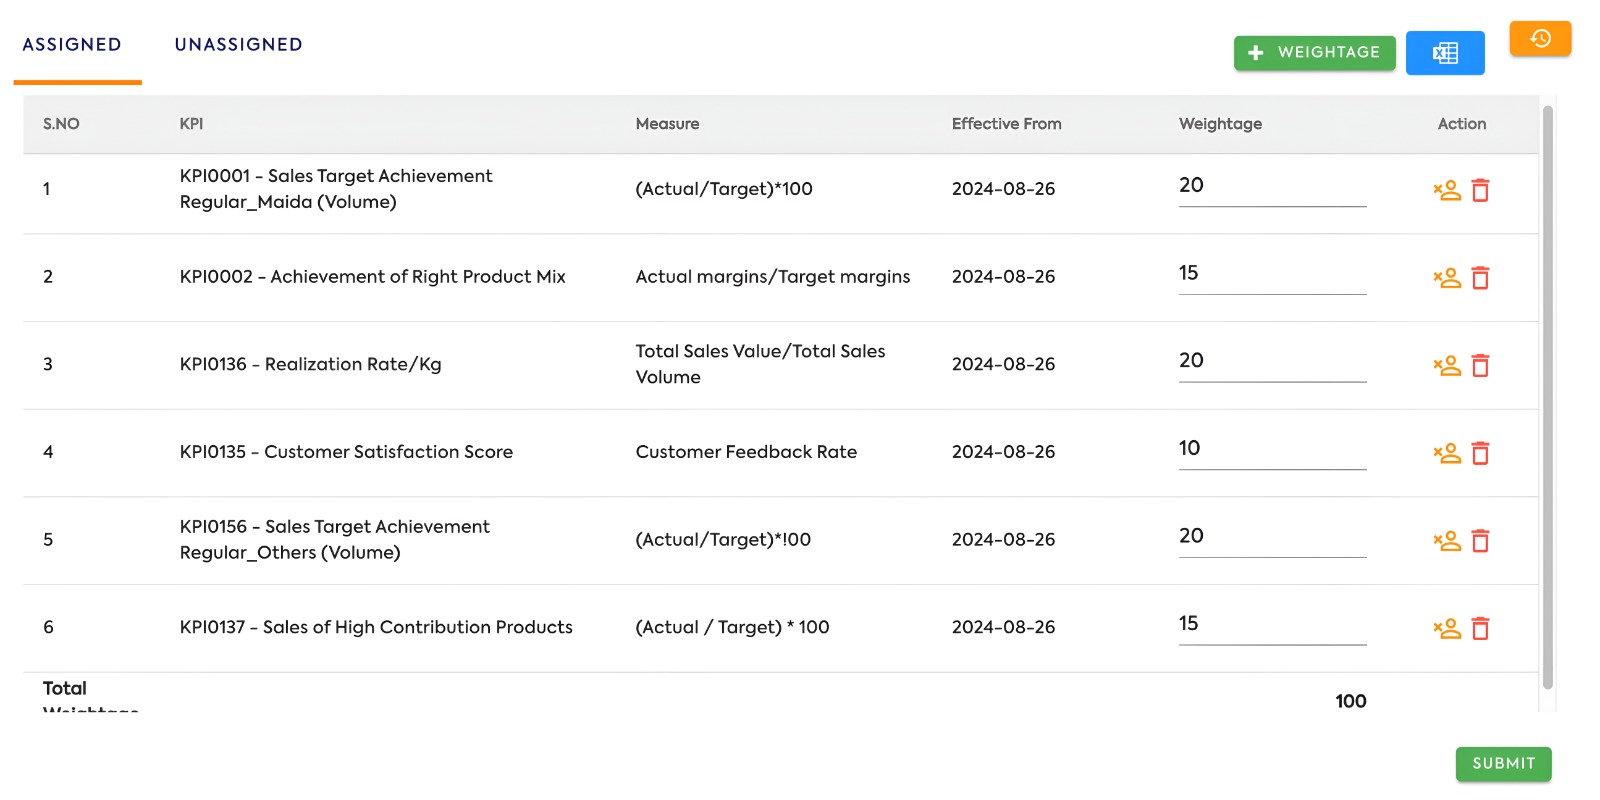 ASSIGNED UNASSIGNED WEIGHTAGE
S.NO KPI Measure Effective From Weightage Action
1 KPI0001 - Sales Target Achievement Regular_Maida (Volume) (Actual/Target)*100 2024-08-26 20
2 KPI0002 - Achievement of Right Product Mix Actual margins/Target margins 2024-08-26 15
3 KPI0136 - Realization Rate/Kg Total Sales Value/Total Sales Volume 2024-08-26 20
4 KPI0135 - Customer Satisfaction Score Customer Feedback Rate 2024-08-26 10
5 KPI0156 - Sales Target Achievement Regular_Others (Volume) (Actual/Target)*!00 2024-08-26 20
6 KPI0137 - Sales of High Contribution Products (Actual / Target) * 100 2024-08-26 15
Total Weightage 100
SUBMIT